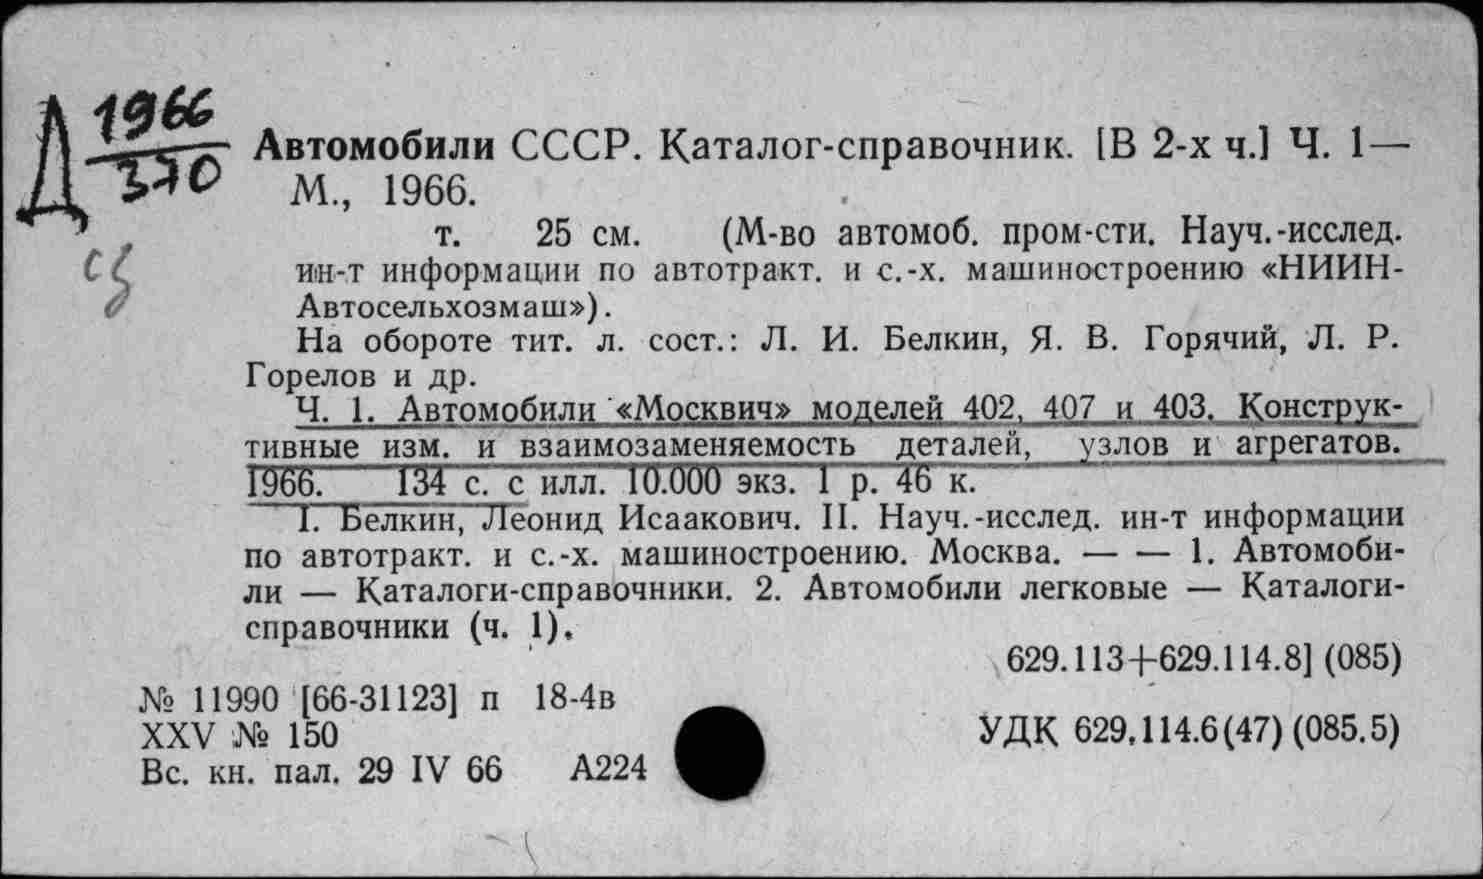 Д 1966
370
Автомобили СССР. Каталог-справочник. [В 2-х ч.] Ч. 1—
М., 1966.
т. 25 см. (М-во автомоб. пром-сти. Науч.-исслед.
ин-т информации по автотракт. и с.-х. машиностроению «НИИН-
Автосельхозмаш»).
На обороте тит. л. сост.: Л. И. Белкин, Я. В. Горячий, Л. Р.
Горелов и др.
Ч. 1. Автомобили «Москвич» моделей 402, 407 и 403. Конструк-
тивные изм. и взаимозаменяемость деталей, узлов и агрегатов.
1966. 134 с. с илл. 10.000 экз. 1 р. 46 к.
I. Белкин, Леонид Исаакович. II. Науч.-исслед. ин-т информации
по автотракт. и с.-х. машиностроению. Москва. — — 1. Автомоби-
ли — Каталоги-справочники. 2. Автомобили легковые — Каталоги-
справочники (ч. 1).
629.113+629.114.8] (085)
№ 11990 [66-31123] п 18-4в
XXV № 150
УДК 629.114.6(47) (085.5)
Вс. кн. пал. 29 IV 66 А224